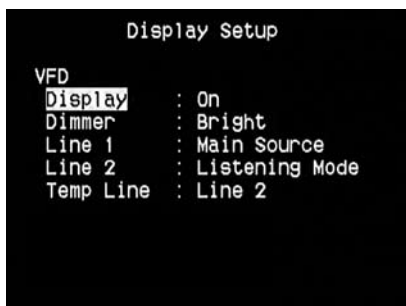 Display Setup
VFD
Display : On
Dimmer : Bright
Line 1 : Main Source
Line 2 : Listening Mode
Temp Line : Line 2